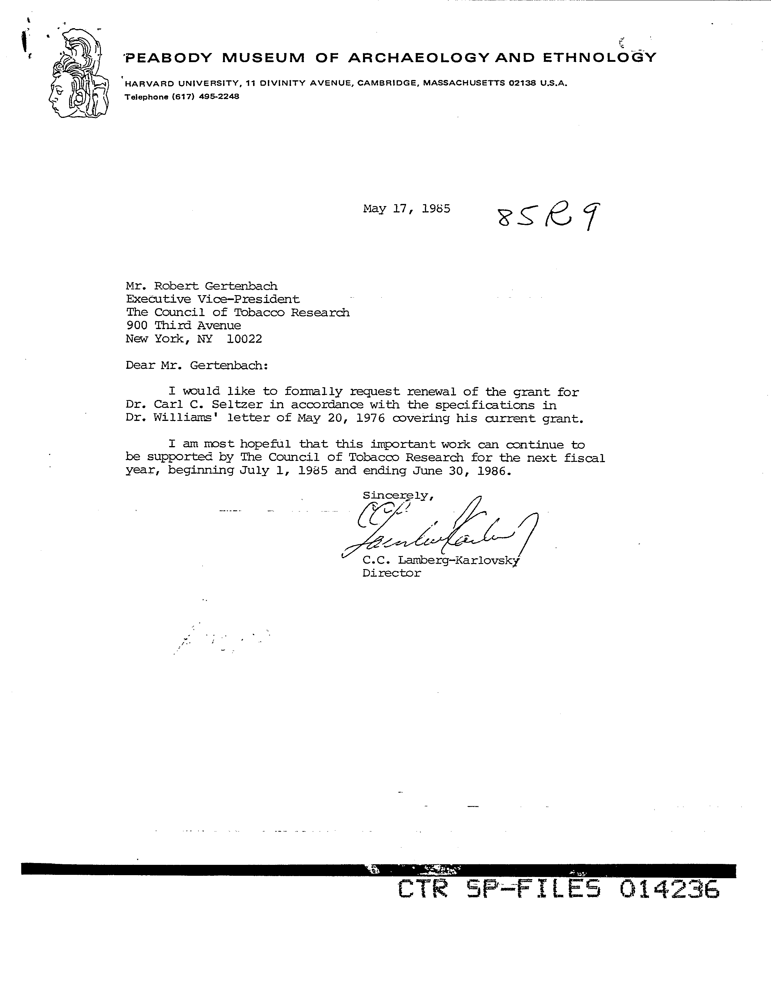 PEABODY MUSEUM OF ARCHAEOLOGY AND ETHNOLOGY
HARVARD UNIVERSITY, 11 DIVINITY AVENUE, CAMBRIDGE, MASSACHUSETTS 02138 U.S.A.
Telephone (617) 495-2248
May 17, 1985
85R9
Mr. Robert Gertenbach
Executive Vice-President
The Council of Tobacco Research
900 Third Avenue
New York, NY 10022
Dear Mr. Gertenbach:
I would like to formally request renewal of the grant for
Dr. Carl C. Seltzer in accordance with the specifications in
Dr. Williams' letter of May 20, 1976 covering his current grant.
I am most hopeful that this important work can continue to
be supported by The Council of Tobacco Research for the next fiscal
year, beginning July 1, 1985 and ending June 30, 1986.
Sincerely,
C.C. Lamberg-Karlovsky
Director
CTR SP-FILES 014236